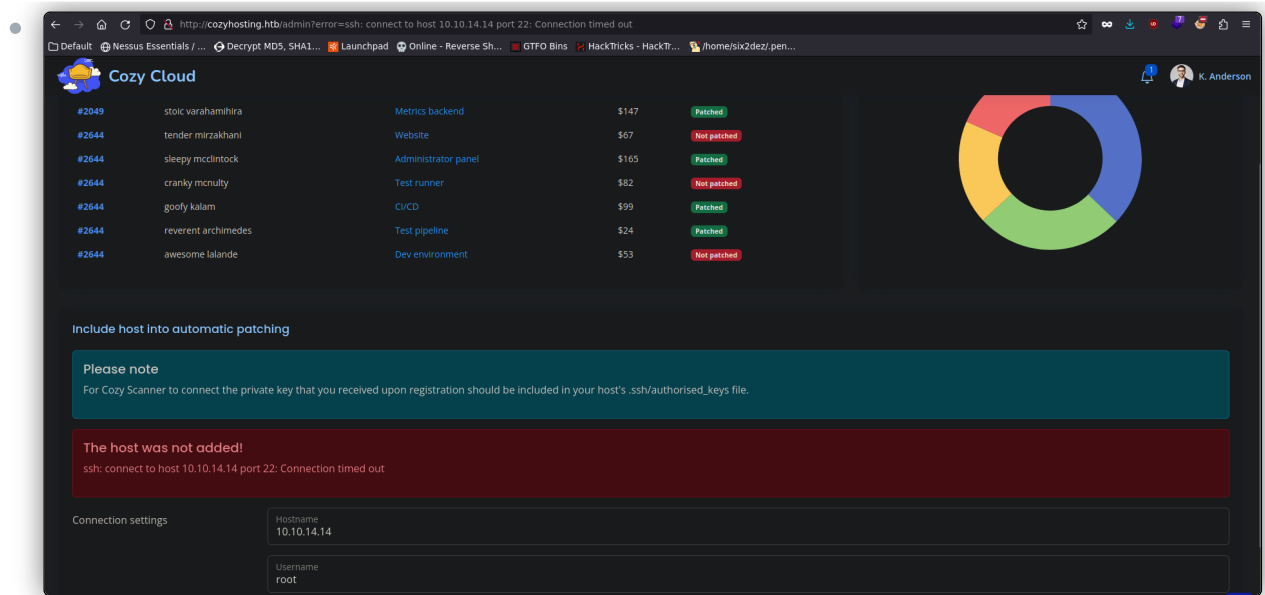 http://cozyhosting.htb/admin?error=ssh: connect to host 10.10.14.14 port 22: Connection timed out
Default Nessus Essentials / ... Decrypt MD5, SHA1... Launchpad Online - Reverse Sh... GTFO Bins HackTricks - HackTr... /home/six2dez/.pen...
Cozy Cloud 1 K. Anderson
#2049 stoic varahamihira Metrics backend $147 Patched
#2644 tender mirzakhani Website $67 Not patched
#2644 sleepy mcclintock Administrator panel $165 Patched
#2644 cranky mcnulty Test runner $82 Not patched
#2644 goofy kalam CI/CD $99 Patched
#2644 reverent archimedes Test pipeline $24 Patched
#2644 awesome lalande Dev environment $53 Not patched
Include host into automatic patching
Please note
For Cozy Scanner to connect the private key that you received upon registration should be included in your host's .ssh/authorised_keys file.
The host was not added!
ssh: connect to host 10.10.14.14 port 22: Connection timed out
Connection settings
Hostname
10.10.14.14
Username
root